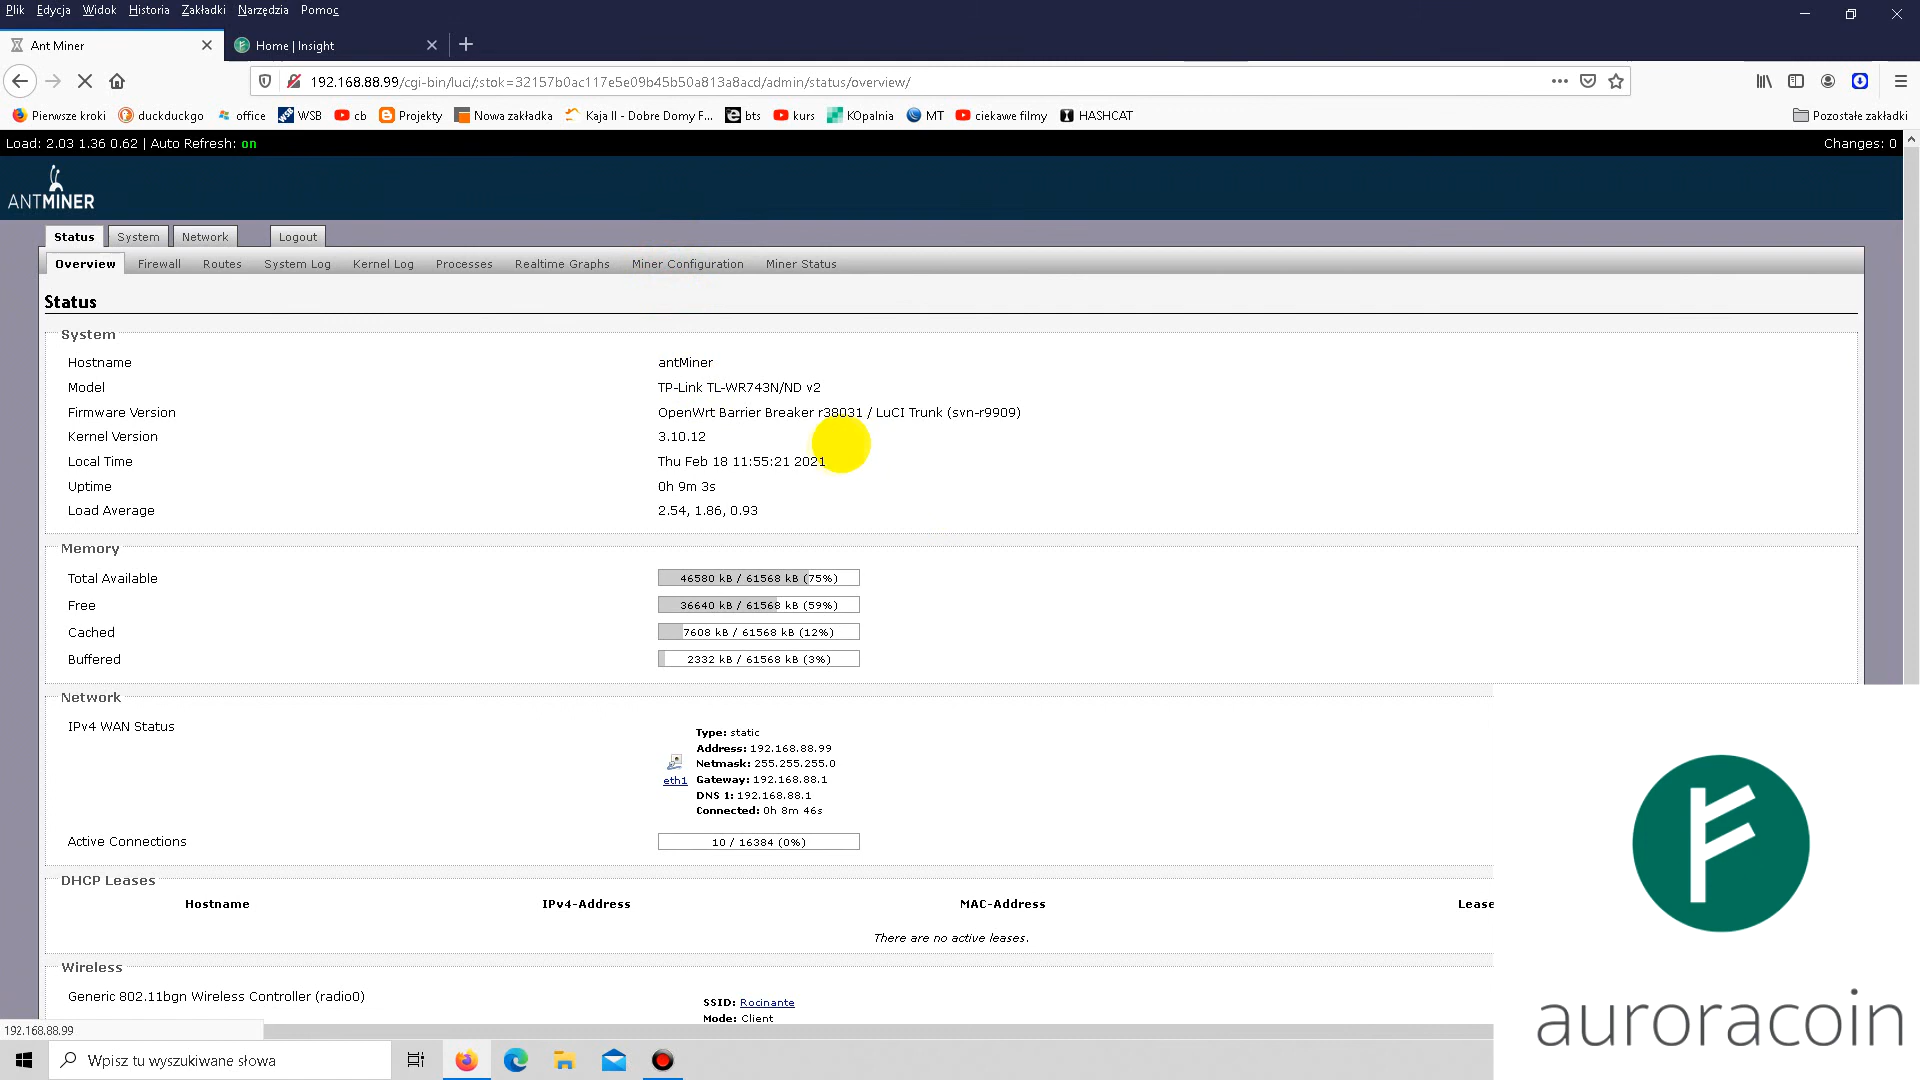 Plik Edycja Widok Historia Zakładki Narzędzia Pomoc
Ant Miner
Home | Insight
192.168.88.99/cgi-bin/luci/;stok=32157b0ac117e5e09b45b50a813a8acd/admin/status/overview/
Pierwsze kroki duckduckgo office WSB cb Projekty Nowa zakładka Kaja II - Dobre Domy F... bts kurs KOpalnia MT ciekawe filmy HASHCAT Pozostałe zakładki
Load: 2.03 1.36 0.62 | Auto Refresh: on
Changes: 0
ANTMINER
Status System Network Logout
Overview Firewall Routes System Log Kernel Log Processes Realtime Graphs Miner Configuration Miner Status
Status
System
Hostname antMiner
Model TP-Link TL-WR743N/ND v2
Firmware Version OpenWrt Barrier Breaker r38031 / LuCI Trunk (svn-r9909)
Kernel Version 3.10.12
Local Time Thu Feb 18 11:55:21 2021
Uptime 0h 9m 3s
Load Average 2.54, 1.86, 0.93
Memory
Total Available 46580 kB / 61568 kB (75%)
Free 36640 kB / 61568 kB (59%)
Cached 7608 kB / 61568 kB (12%)
Buffered 2332 kB / 61568 kB (3%)
Network
IPv4 WAN Status
eth1
Type: static
Address: 192.168.88.99
Netmask: 255.255.255.0
Gateway: 192.168.88.1
DNS 1: 192.168.88.1
Connected: 0h 8m 46s
Active Connections 10 / 16384 (0%)
DHCP Leases
Hostname IPv4-Address MAC-Address Lease
There are no active leases.
Wireless
Generic 802.11bgn Wireless Controller (radio0)
SSID: Rocinante
Mode: Client
192.168.88.99
Wpisz tu wyszukiwane słowa
auroracoin